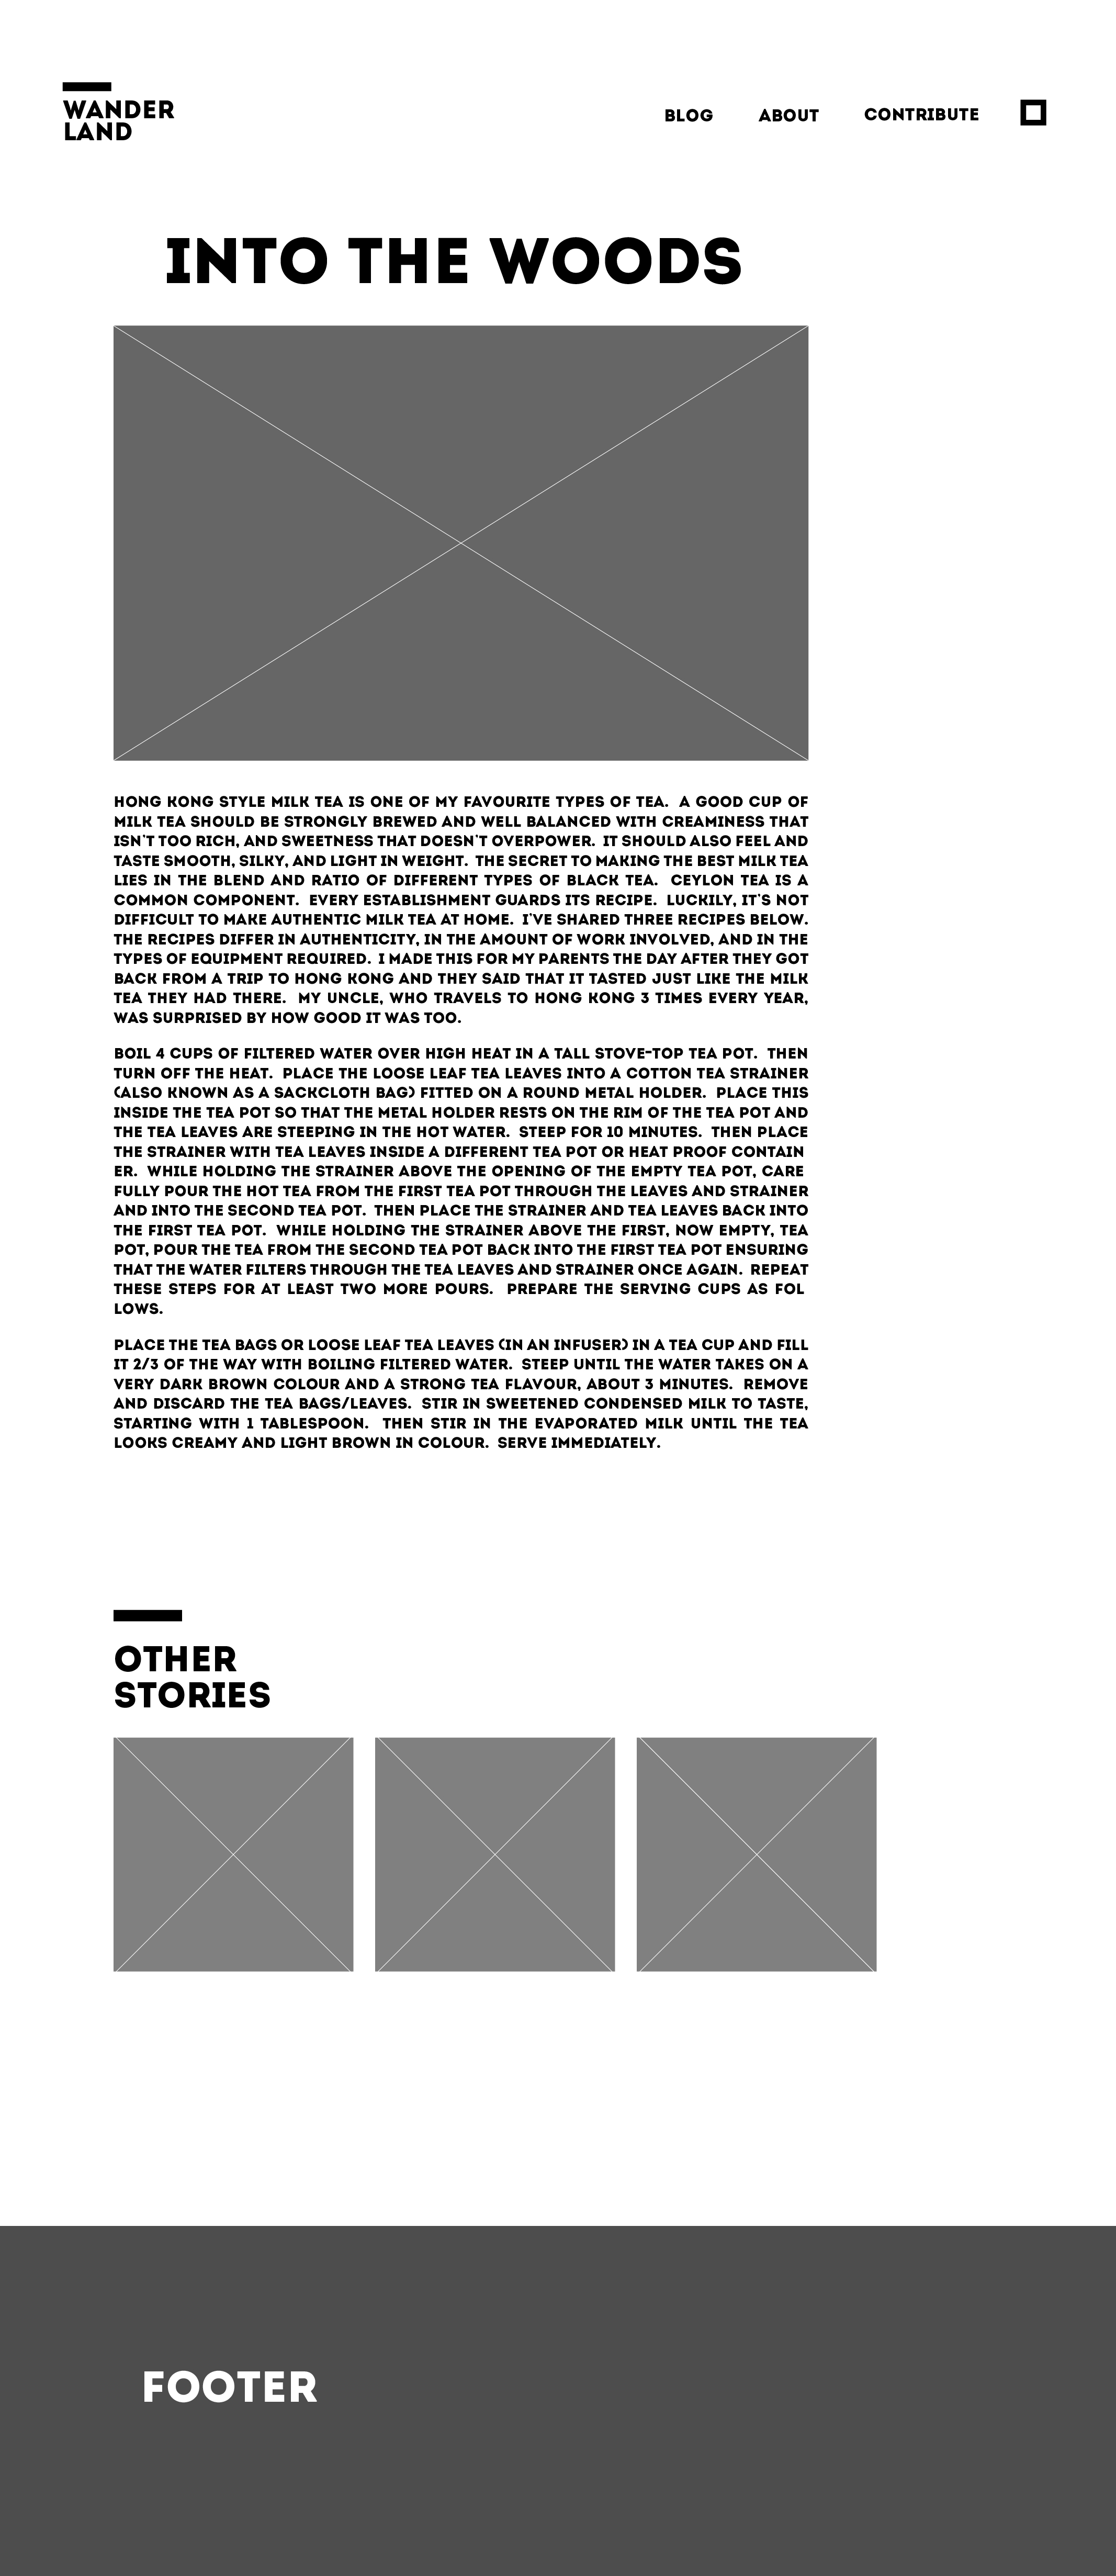 WANDER
LAND
BLOG ABOUT CONTRIBUTE
INTO THE WOODS
HONG KONG STYLE MILK TEA IS ONE OF MY FAVOURITE TYPES OF TEA. A GOOD CUP OF
MILK TEA SHOULD BE STRONGLY BREWED AND WELL BALANCED WITH CREAMINESS THAT
ISN'T TOO RICH, AND SWEETNESS THAT DOESN'T OVERPOWER. IT SHOULD ALSO FEEL AND
TASTE SMOOTH, SILKY, AND LIGHT IN WEIGHT. THE SECRET TO MAKING THE BEST MILK TEA
LIES IN THE BLEND AND RATIO OF DIFFERENT TYPES OF BLACK TEA. CEYLON TEA IS A
COMMON COMPONENT. EVERY ESTABLISHMENT GUARDS ITS RECIPE. LUCKILY, IT'S NOT
DIFFICULT TO MAKE AUTHENTIC MILK TEA AT HOME. I'VE SHARED THREE RECIPES BELOW.
THE RECIPES DIFFER IN AUTHENTICITY, IN THE AMOUNT OF WORK INVOLVED, AND IN THE
TYPES OF EQUIPMENT REQUIRED. I MADE THIS FOR MY PARENTS THE DAY AFTER THEY GOT
BACK FROM A TRIP TO HONG KONG AND THEY SAID THAT IT TASTED JUST LIKE THE MILK
TEA THEY HAD THERE. MY UNCLE, WHO TRAVELS TO HONG KONG 3 TIMES EVERY YEAR,
WAS SURPRISED BY HOW GOOD IT WAS TOO.
BOIL 4 CUPS OF FILTERED WATER OVER HIGH HEAT IN A TALL STOVE-TOP TEA POT. THEN
TURN OFF THE HEAT. PLACE THE LOOSE LEAF TEA LEAVES INTO A COTTON TEA STRAINER
(ALSO KNOWN AS A SACKCLOTH BAG) FITTED ON A ROUND METAL HOLDER. PLACE THIS
INSIDE THE TEA POT SO THAT THE METAL HOLDER RESTS ON THE RIM OF THE TEA POT AND
THE TEA LEAVES ARE STEEPING IN THE HOT WATER. STEEP FOR 10 MINUTES. THEN PLACE
THE STRAINER WITH TEA LEAVES INSIDE A DIFFERENT TEA POT OR HEAT PROOF CONTAIN
ER. WHILE HOLDING THE STRAINER ABOVE THE OPENING OF THE EMPTY TEA POT, CARE
FULLY POUR THE HOT TEA FROM THE FIRST TEA POT THROUGH THE LEAVES AND STRAINER
AND INTO THE SECOND TEA POT. THEN PLACE THE STRAINER AND TEA LEAVES BACK INTO
THE FIRST TEA POT. WHILE HOLDING THE STRAINER ABOVE THE FIRST, NOW EMPTY, TEA
POT, POUR THE TEA FROM THE SECOND TEA POT BACK INTO THE FIRST TEA POT ENSURING
THAT THE WATER FILTERS THROUGH THE TEA LEAVES AND STRAINER ONCE AGAIN. REPEAT
THESE STEPS FOR AT LEAST TWO MORE POURS. PREPARE THE SERVING CUPS AS FOL
LOWS.
PLACE THE TEA BAGS OR LOOSE LEAF TEA LEAVES (IN AN INFUSER) IN A TEA CUP AND FILL
IT 2/3 OF THE WAY WITH BOILING FILTERED WATER. STEEP UNTIL THE WATER TAKES ON A
VERY DARK BROWN COLOUR AND A STRONG TEA FLAVOUR, ABOUT 3 MINUTES. REMOVE
AND DISCARD THE TEA BAGS/LEAVES. STIR IN SWEETENED CONDENSED MILK TO TASTE,
STARTING WITH 1 TABLESPOON. THEN STIR IN THE EVAPORATED MILK UNTIL THE TEA
LOOKS CREAMY AND LIGHT BROWN IN COLOUR. SERVE IMMEDIATELY.
OTHER
STORIES
FOOTER